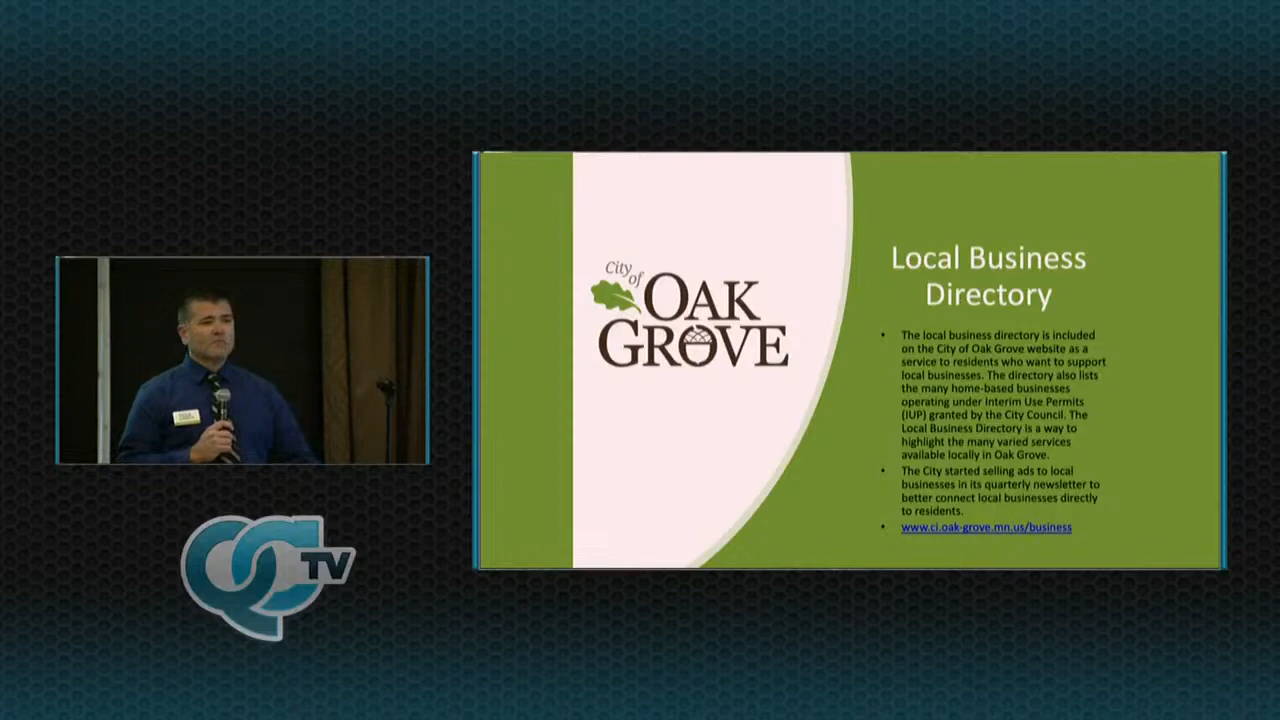 City
of
OAK
GROVE
Local Business
Directory
• The local business directory is included
on the City of Oak Grove website as a
service to residents who want to support
local businesses. The directory also lists
the many home-based businesses
operating under Interim Use Permits
(IUP) granted by the City Council. The
Local Business Directory is a way to
highlight the many varied services
available locally in Oak Grove.
• The City started selling ads to local
businesses in its quarterly newsletter to
better connect local businesses directly
to residents.
• www.ci.oak-grove.mn.us/business
QC
TV